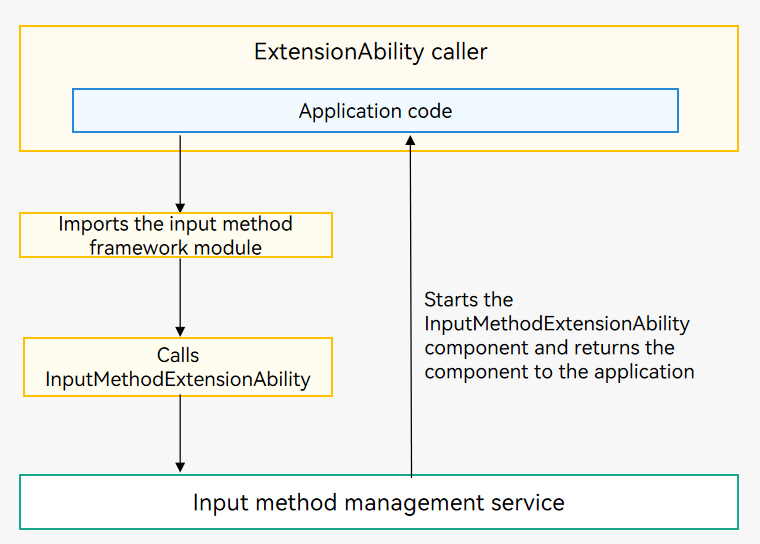 ExtensionAbility caller
Application code
Imports the input method
framework module
Starts the
InputMethodExtensionAbility
component and returns the
component to the application
Calls
InputMethodExtensionAbility
Input method management service